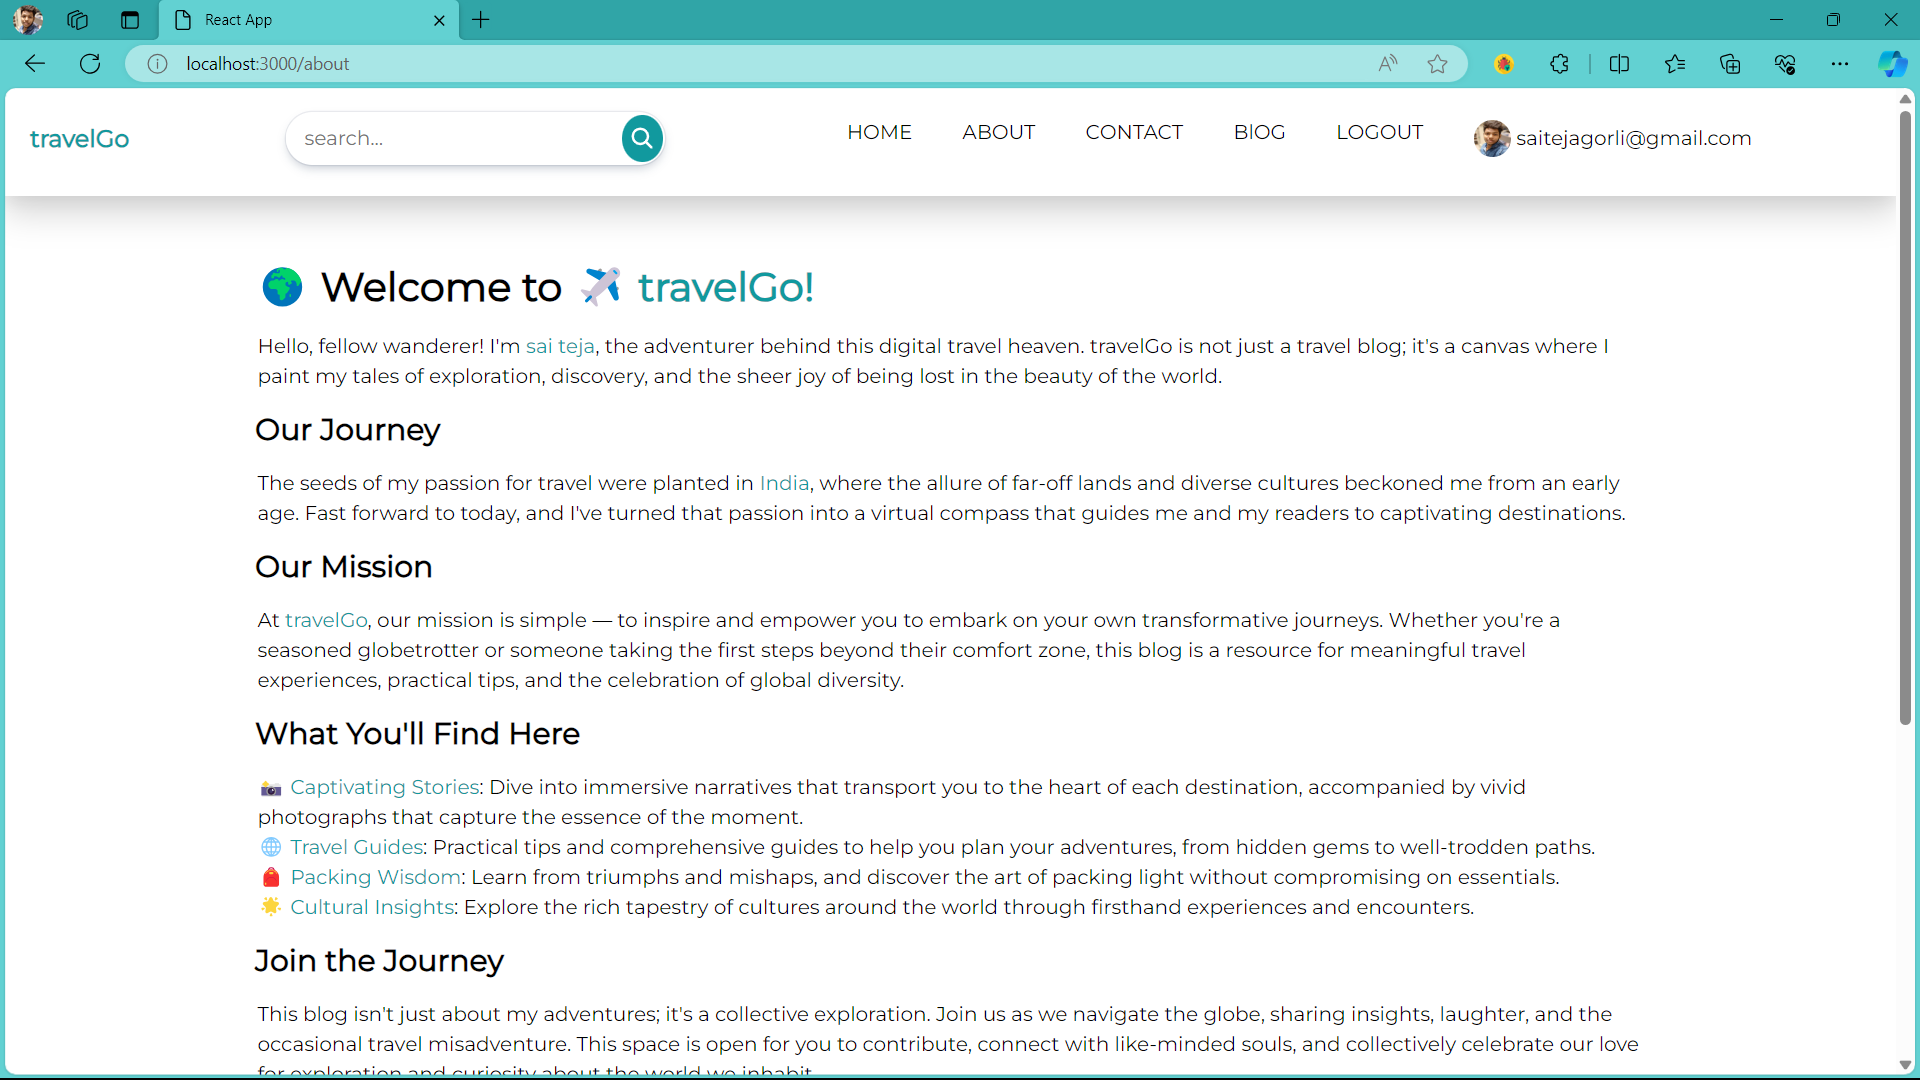 React App
localhost:3000/about
travelGo
search...
HOME
ABOUT
CONTACT
BlOG
LOGOUT
saitejagorli@gmail.com
Welcome to travelGo!
Hello, fellow wanderer! I'm sai teja, the adventurer behind this digital travel heaven. travelGo is not just a travel blog; it's a canvas where I
paint my tales of exploration, discovery, and the sheer joy of being lost in the beauty of the world.
Our Journey
The seeds of my passion for travel were planted in India, where the allure of far-off lands and diverse cultures beckoned me from an early
age. Fast forward to today, and I've turned that passion into a virtual compass that guides me and my readers to captivating destinations.
Our Mission
At travelGo, our mission is simple — to inspire and empower you to embark on your own transformative journeys. Whether you're a
seasoned globetrotter or someone taking the first steps beyond their comfort zone, this blog is a resource for meaningful travel
experiences, practical tips, and the celebration of global diversity.
What You'll Find Here
Captivating Stories: Dive into immersive narratives that transport you to the heart of each destination, accompanied by vivid
photographs that capture the essence of the moment.
Travel Guides: Practical tips and comprehensive guides to help you plan your adventures, from hidden gems to well-trodden paths.
Packing Wisdom: Learn from triumphs and mishaps, and discover the art of packing light without compromising on essentials.
Cultural Insights: Explore the rich tapestry of cultures around the world through firsthand experiences and encounters.
Join the Journey
This blog isn't just about my adventures; it's a collective exploration. Join us as we navigate the globe, sharing insights, laughter, and the
occasional travel misadventure. This space is open for you to contribute, connect with like-minded souls, and collectively celebrate our love
for exploration and curiosity about the world we inhabit.